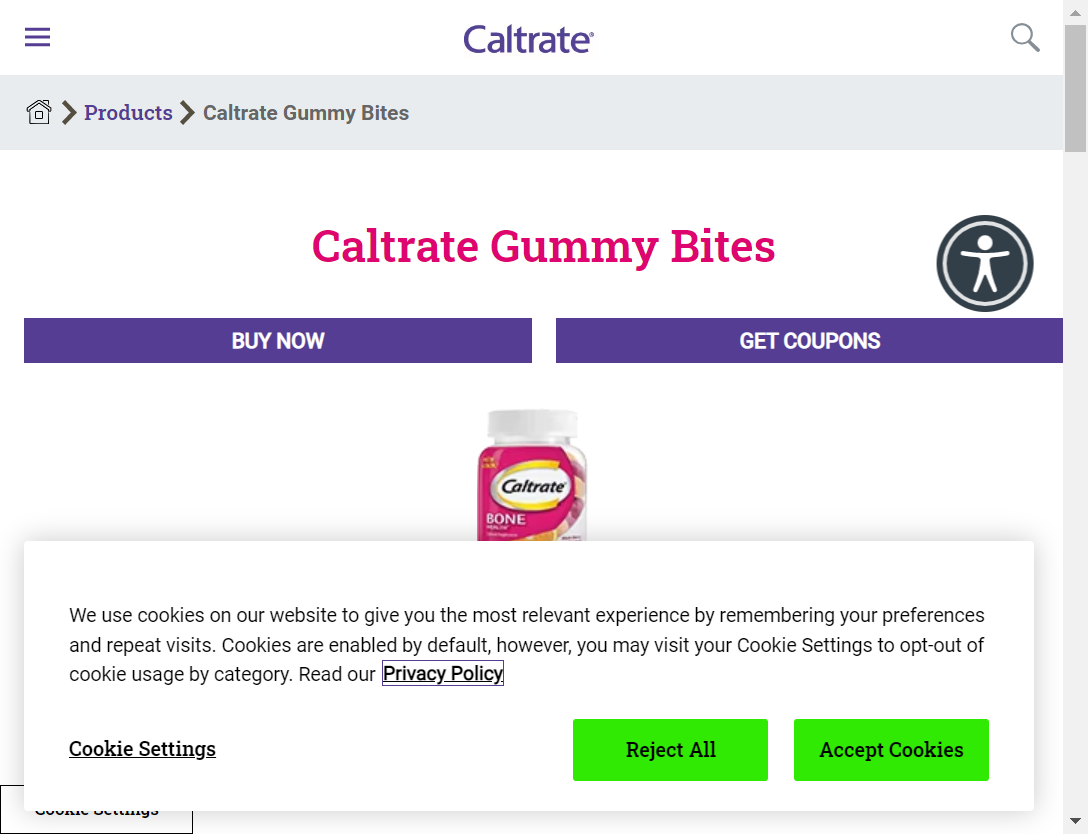 Caltrate®
Products
Caltrate Gummy Bites
Caltrate Gummy Bites
BUY NOW
GET COUPONS
Caltrate
BONE
HEALTH
We use cookies on our website to give you the most relevant experience by remembering your preferences
and repeat visits. Cookies are enabled by default, however, you may visit your Cookie Settings to opt-out of
cookie usage by category. Read our Privacy Policy
Cookie Settings
Reject All
Accept Cookies
Cookie Settings